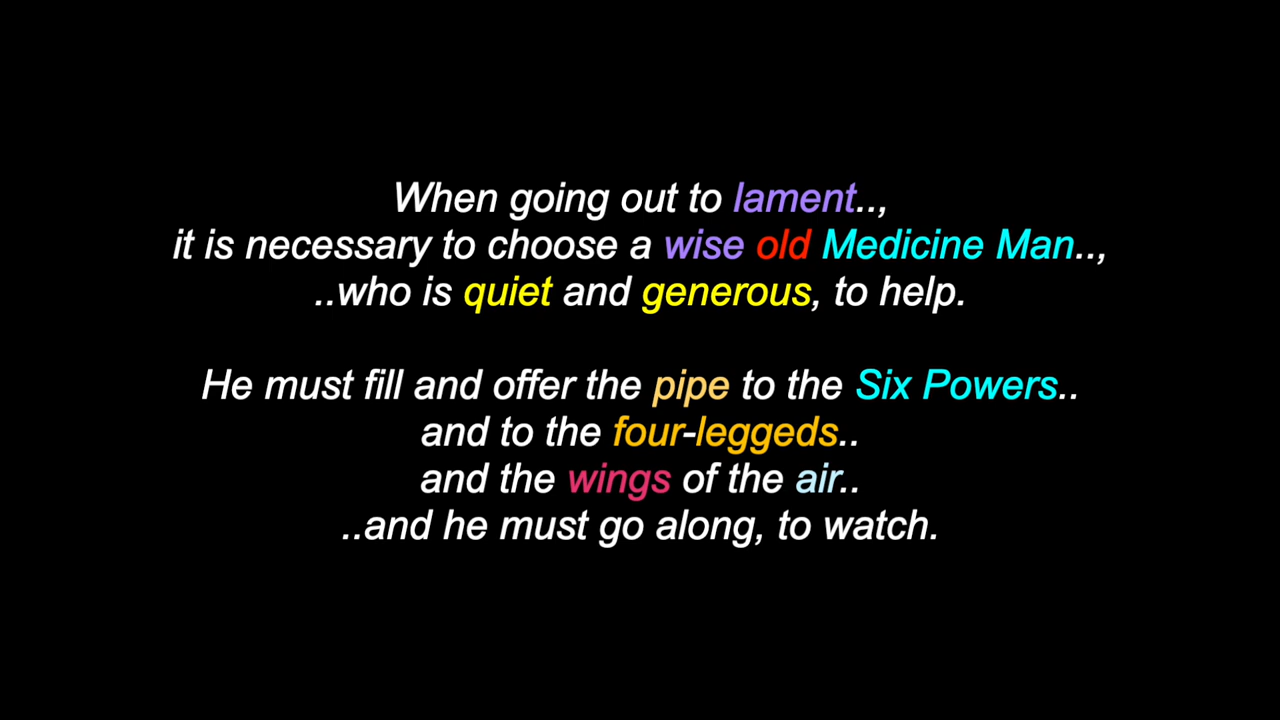 When going out to lament..,
it is necessary to choose a wise old Medicine Man..,
..who is quiet and generous, to help.
He must fill and offer the pipe to the Six Powers..
and to the four-leggeds..
and the wings of the air..
..and he must go along, to watch.